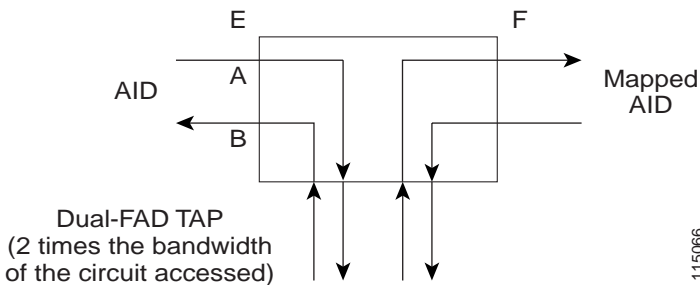 E
F
A
AID
B
Mapped
AID
Dual-FAD TAP
(2 times the bandwidth
of the circuit accessed)
115066